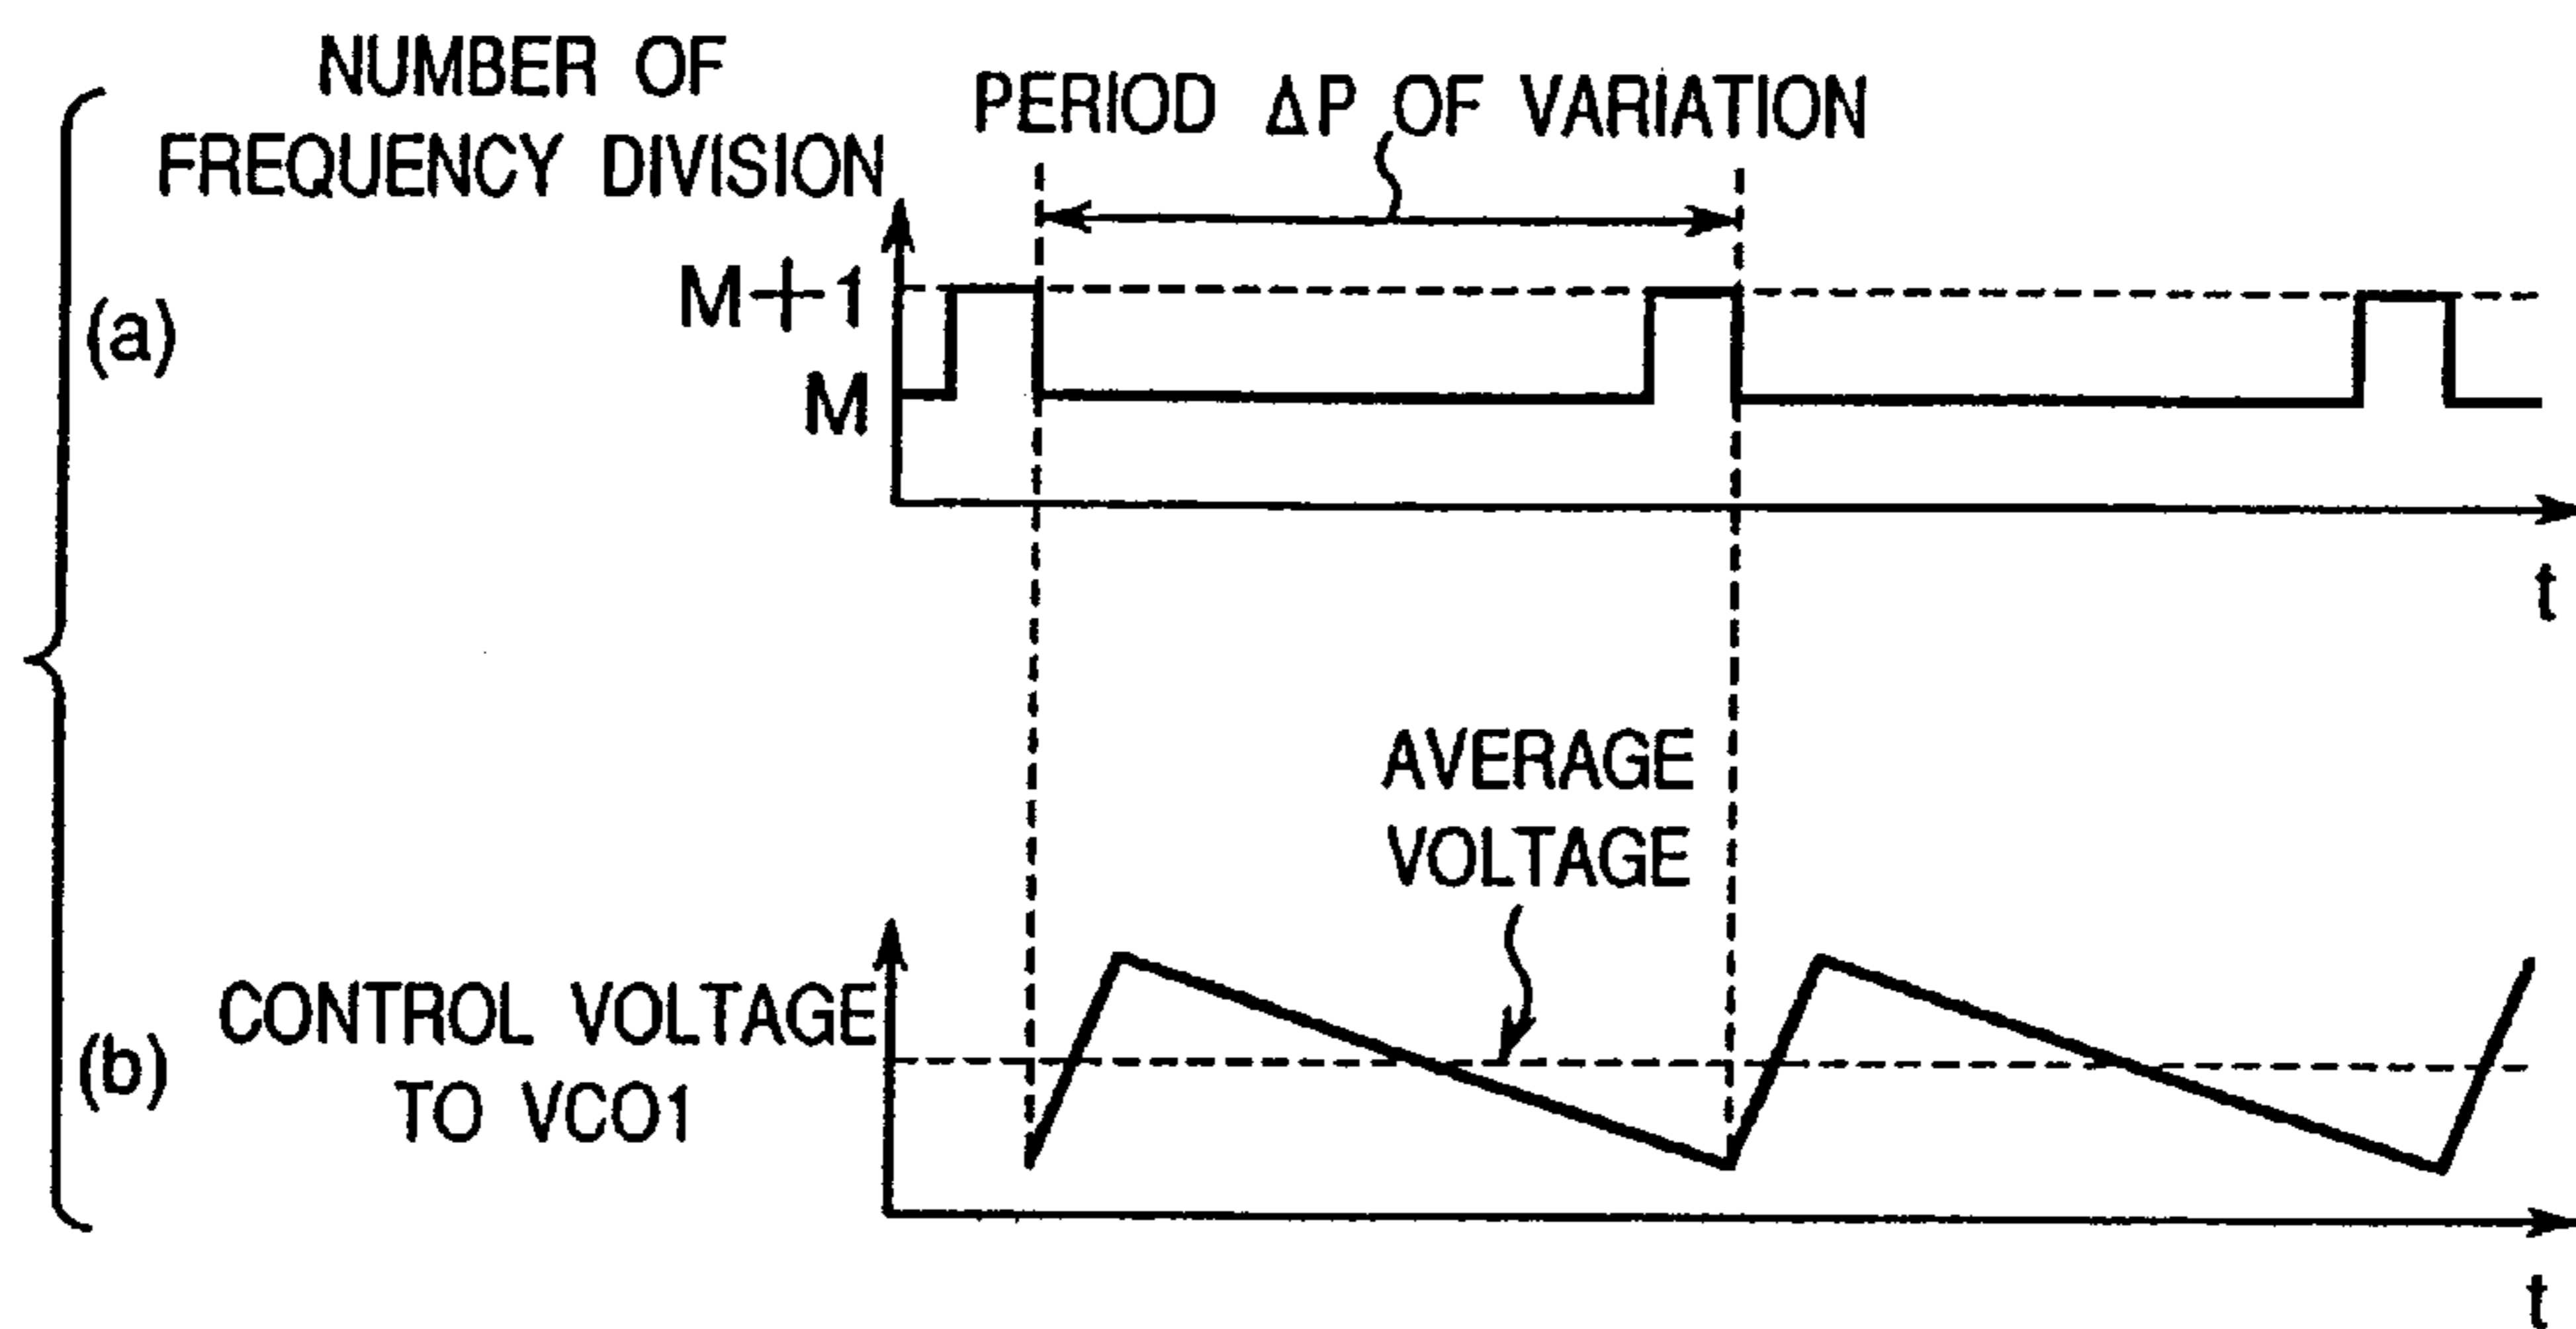 NUMBER OF
FREQUENCY DIVISION
PERIOD ΔP OF VARIATION
(a)
M+1
M
t
AVERAGE
VOLTAGE
(b)
CONTROL VOLTAGE
TO VCO1
t